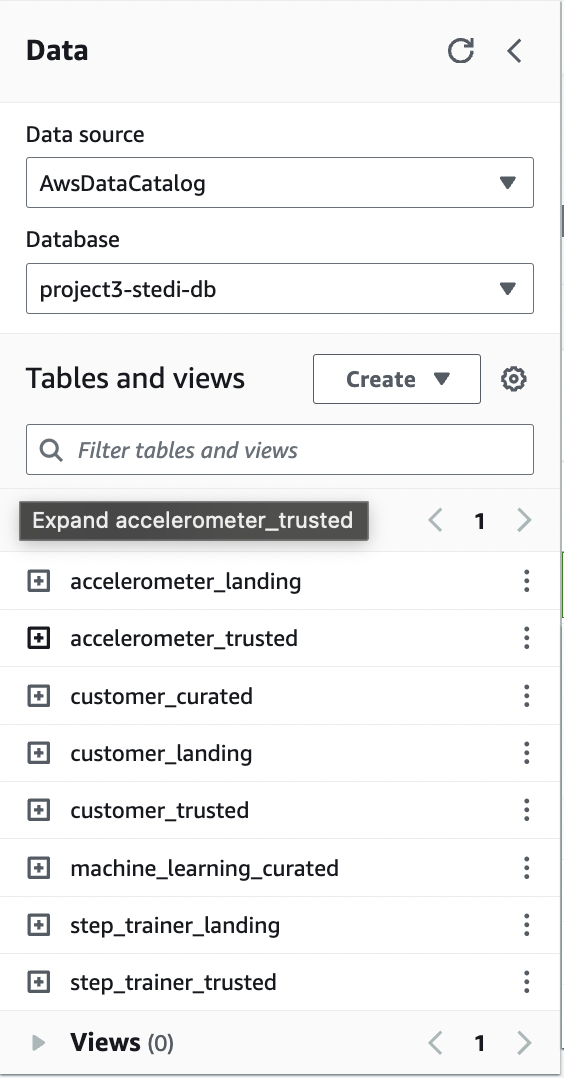 Data
Data source
AwsDataCatalog
Database
project3-stedi-db
Tables and views
Create
Filter tables and views
Expand accelerometer_trusted
1
accelerometer_landing
accelerometer_trusted
customer_curated
customer_landing
customer_trusted
machine_learning_curated
step_trainer_landing
step_trainer_trusted
Views (0)
1